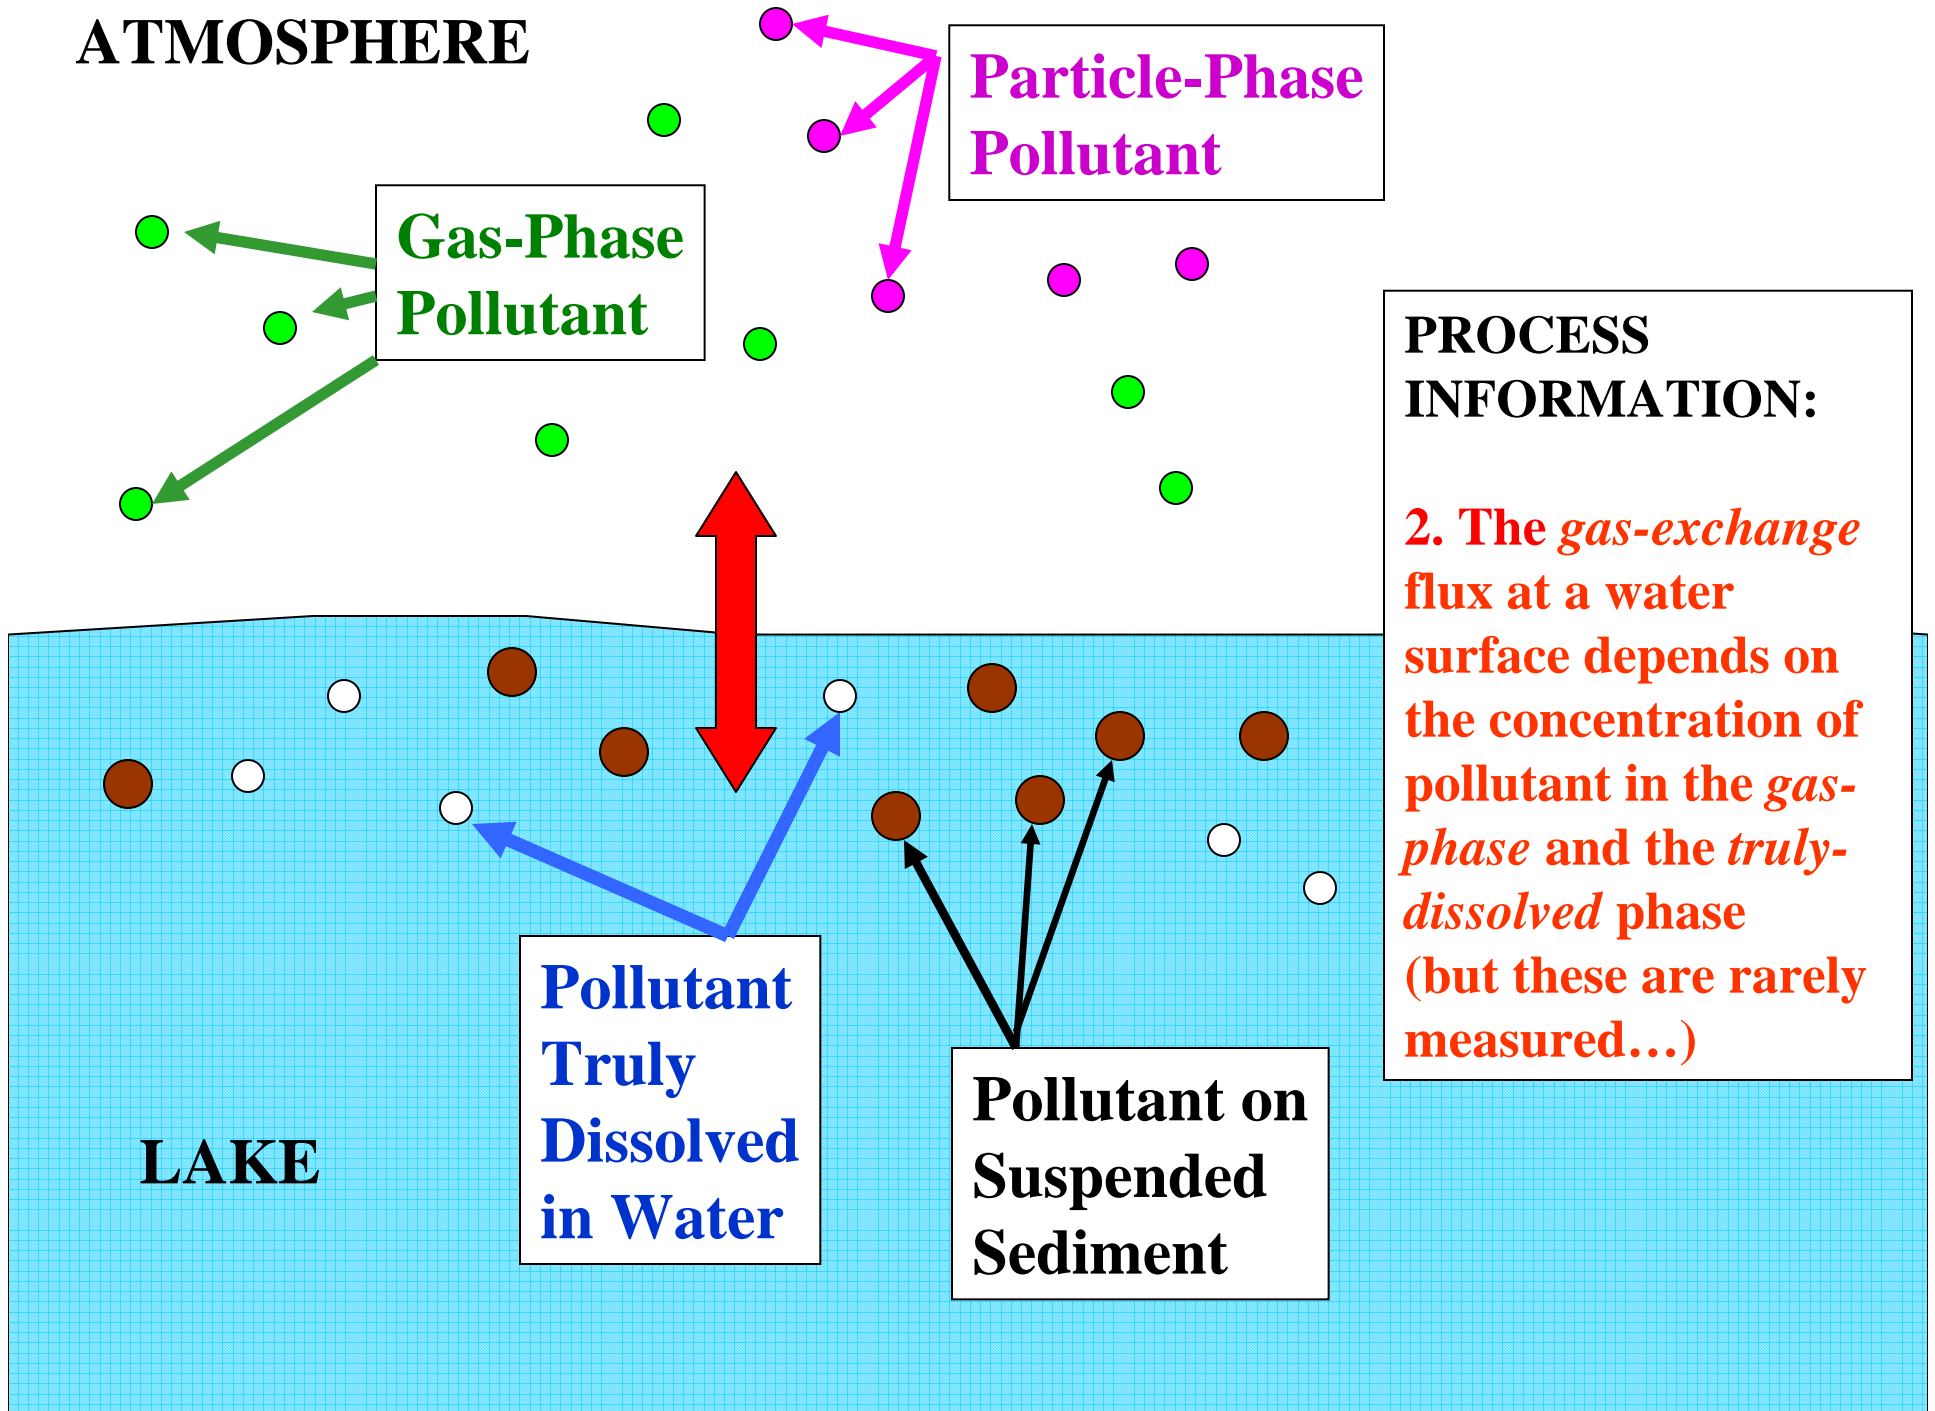 ATMOSPHERE
Particle-Phase
Pollutant
Gas-Phase
Pollutant
PROCESS
INFORMATION:
2. The gas-exchange
flux at a water
surface depends on
the concentration of
pollutant in the gas-
phase and the truly-
dissolved phase
(but these are rarely
measured…)
Pollutant
Truly
Dissolved
in Water
Pollutant on
Suspended
Sediment
LAKE